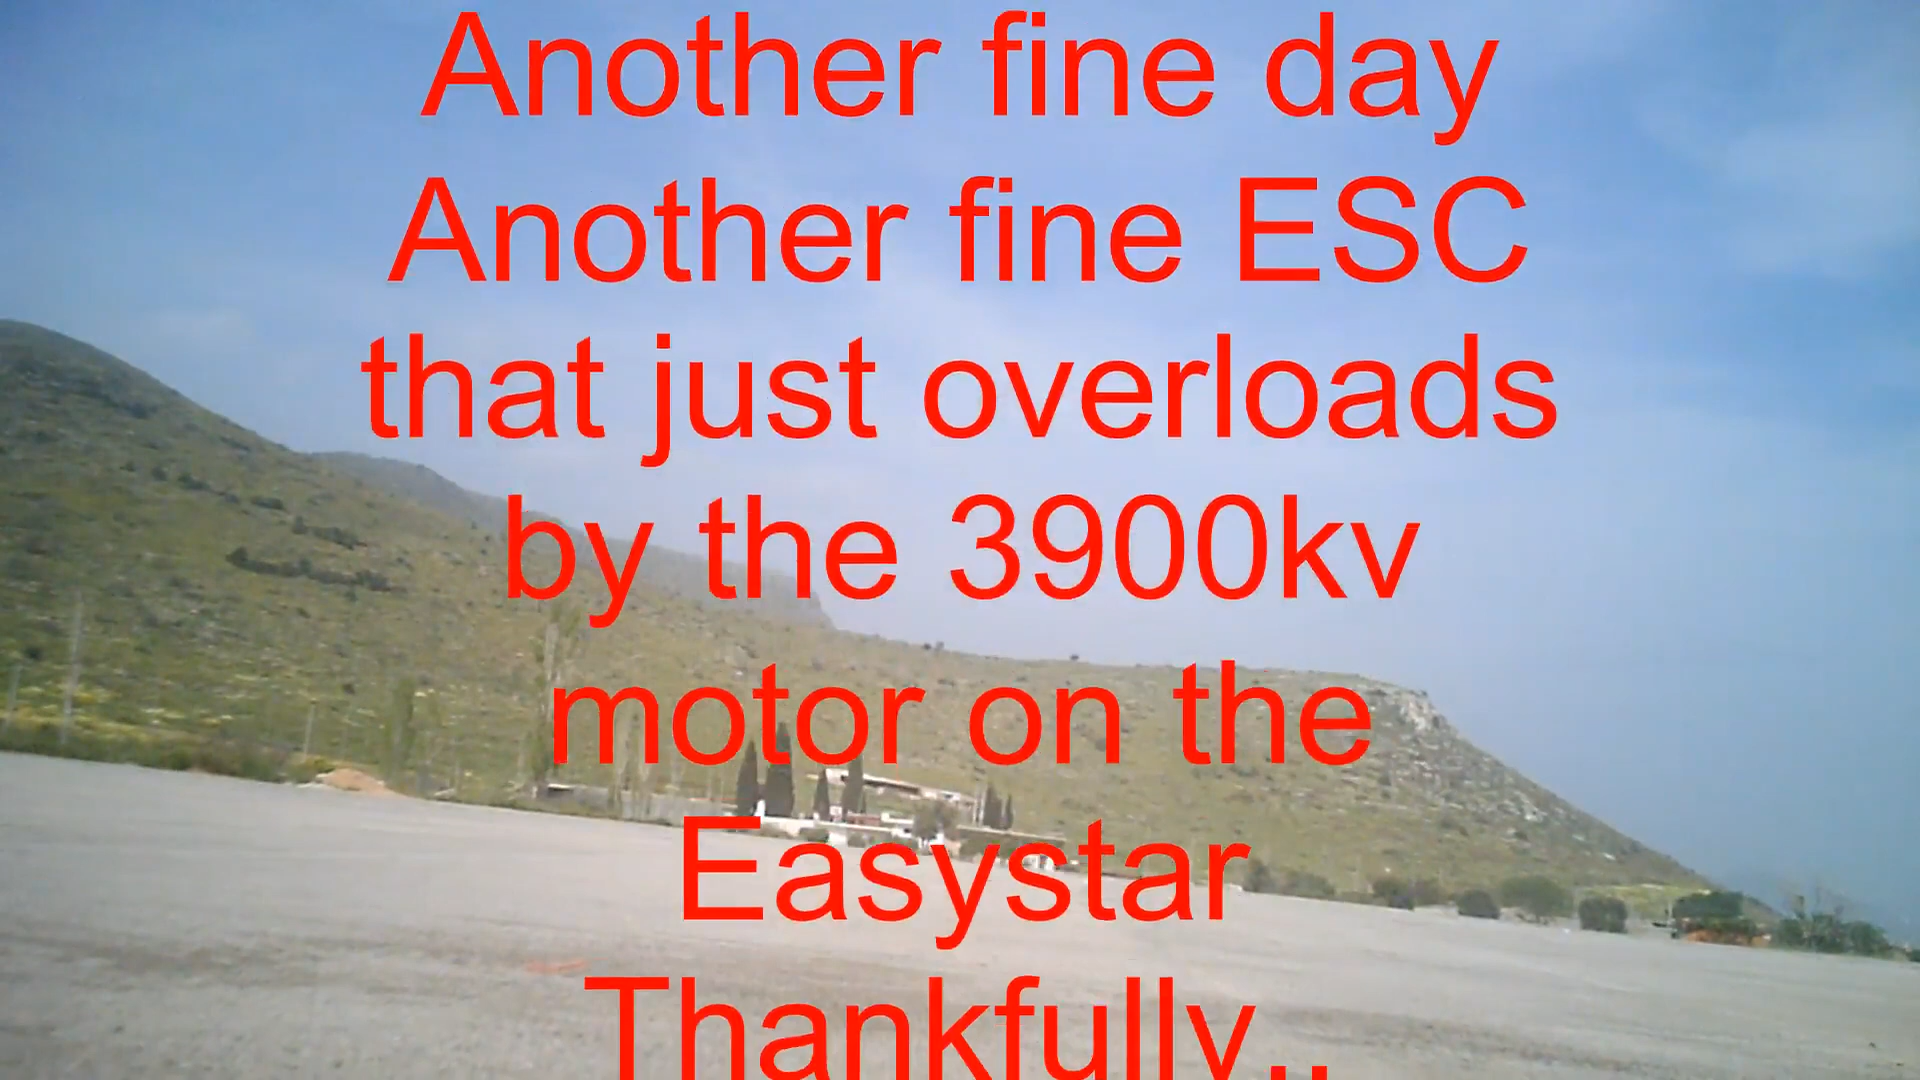 Another fine day
Another fine ESC
that just overloads
by the 3900kv
motor on the
Easystar
Thankfully..